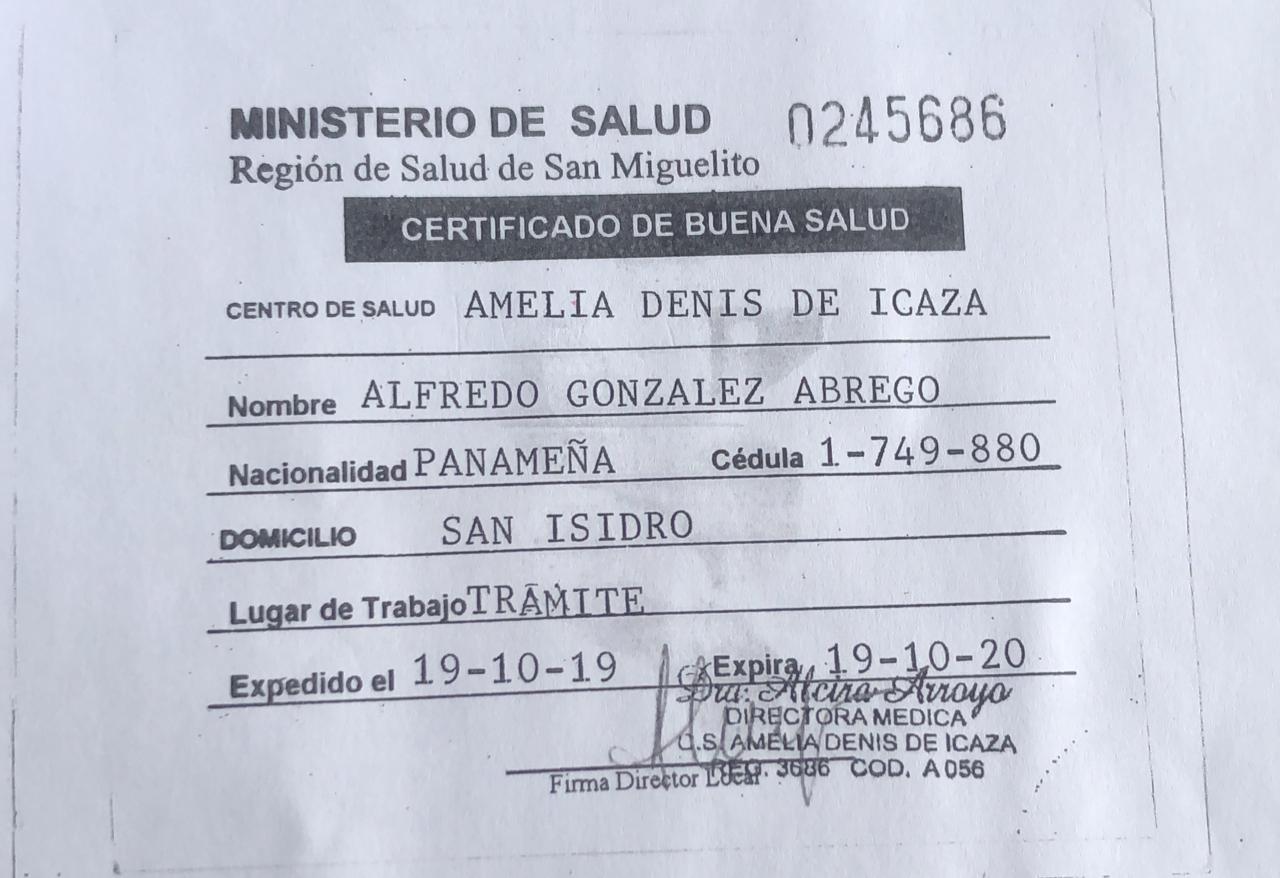 MINISTERIO DE SALUD 0245686
Región de Salud de San Miguelito
CERTIFICADO DE BUENA SALUD
CENTRO DE SALUD AMELIA DENIS DE ICAZA
Nombre ALFREDO GONZALEZ ABREGO
Nacionalidad PANAMEÑA Cédula 1-749-880
DOMICILIO SAN ISIDRO
Lugar de Trabajo TRÁMITE
Expedido el 19-10-19 Expira 19-10-20
Dra. Alcira Arroyo
DIRECTORA MEDICA
C.S. AMELIA DENIS DE ICAZA
REG. 3686 COD. A 056
Firma Director Local